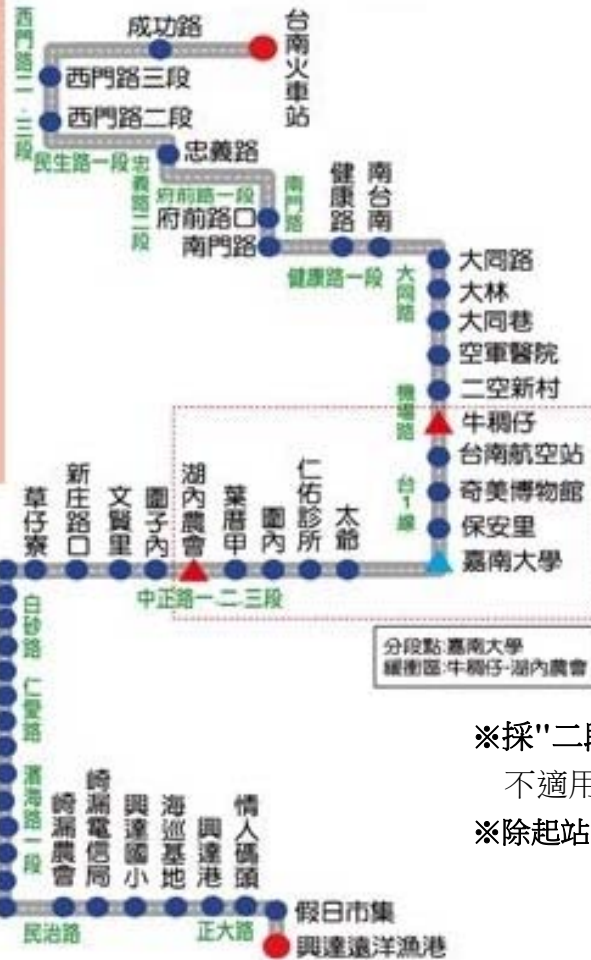 台南火車站
成功路
西門路二.三段
西門路三段
西門路二段
民生路一段
忠義路二段
忠義路
府前路一段
府前路口
南門路
南門路
健康路
南台南
健康路一段
大同路
大同路
大林
大同巷
空軍醫院
二空新村
機場路
牛稠仔
台南航空站
奇美博物館
台1線
保安里
嘉南大學
太爺
仁佑診所
圍內
葉厝甲
湖內農會
圍子內
文賢里
新庄路口
草仔寮
中正路一.二.三段
分段點:嘉南大學
緩衝區:牛稠仔-湖內農會
白砂路
仁愛路
濱海路一段
※採"二
不適用
※除起站
崎漏農會
崎漏電信局
興達國小
海巡基地
興達港
情人碼頭
假日市集
民治路
正大路
興達遠洋漁港